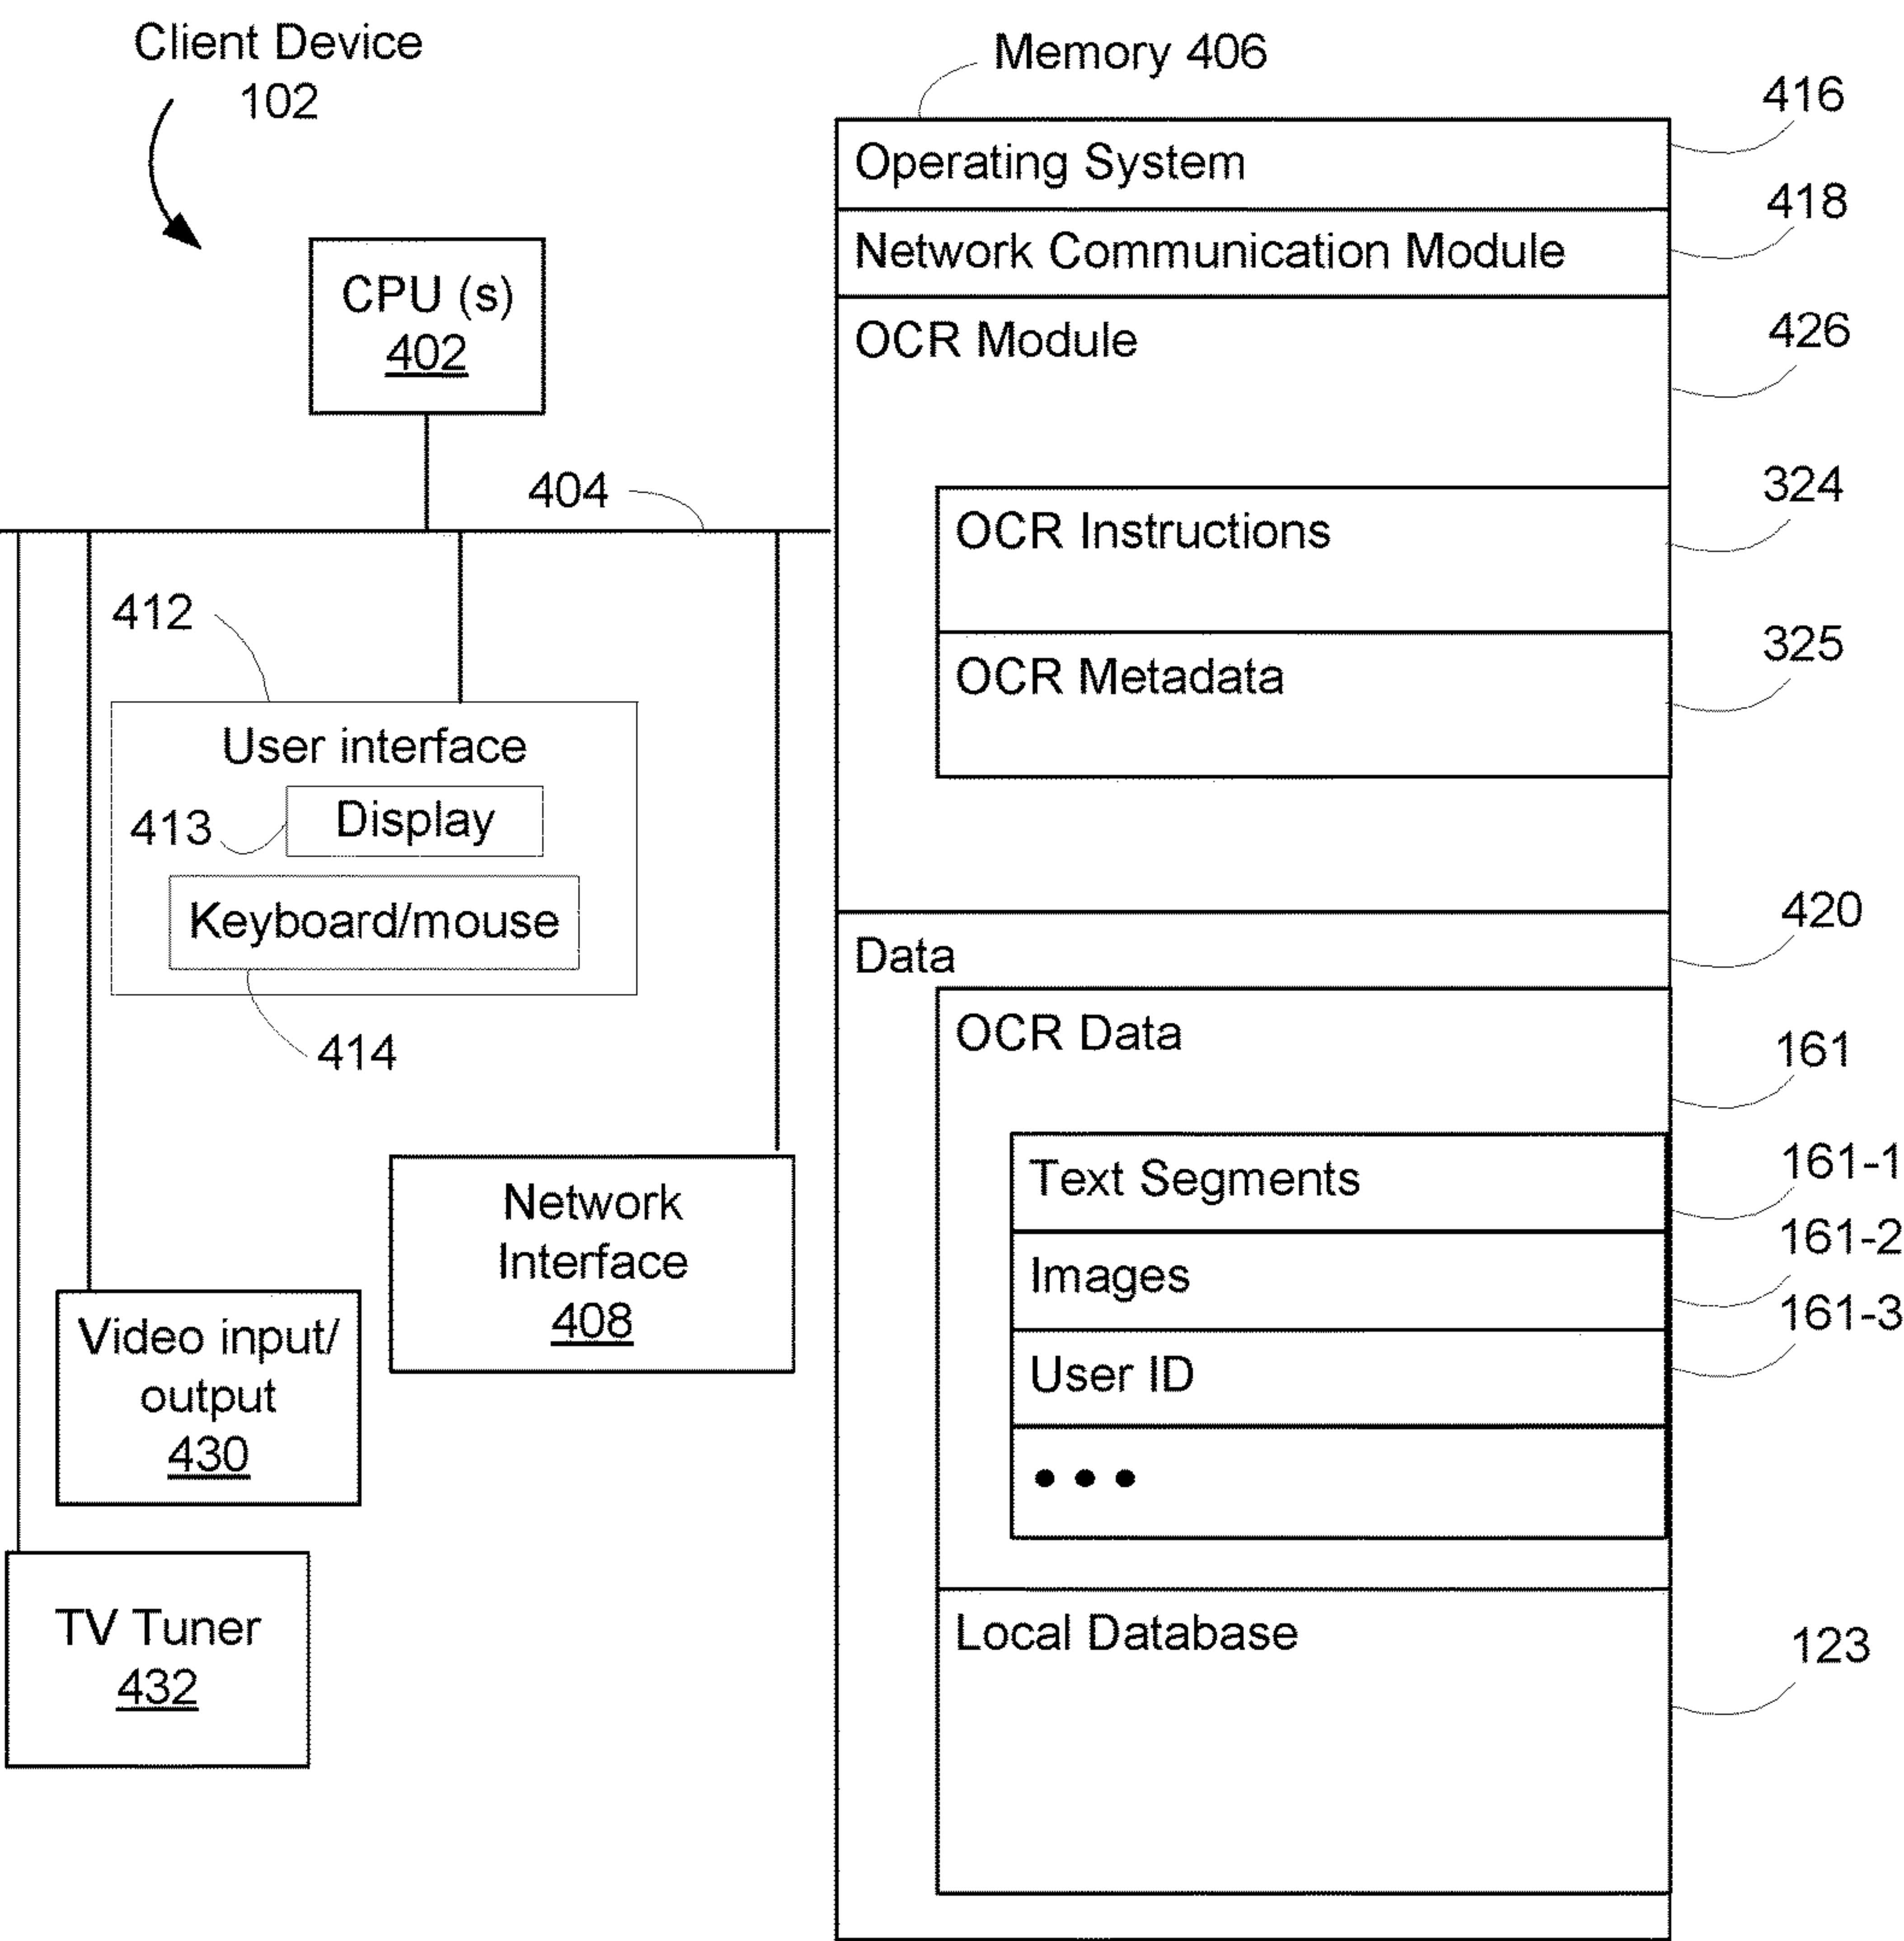 Client Device
102
CPU (s)
402
404
412
User interface
413
Display
Keyboard/mouse
414
Network
Interface
408
Video input/
output
430
TV Tuner
432
Memory 406
Operating System
416
Network Communication Module
418
OCR Module
426
OCR Instructions
324
OCR Metadata
325
Data
420
OCR Data
161
Text Segments
161-1
Images
161-2
User ID
161-3
• • •
Local Database
123